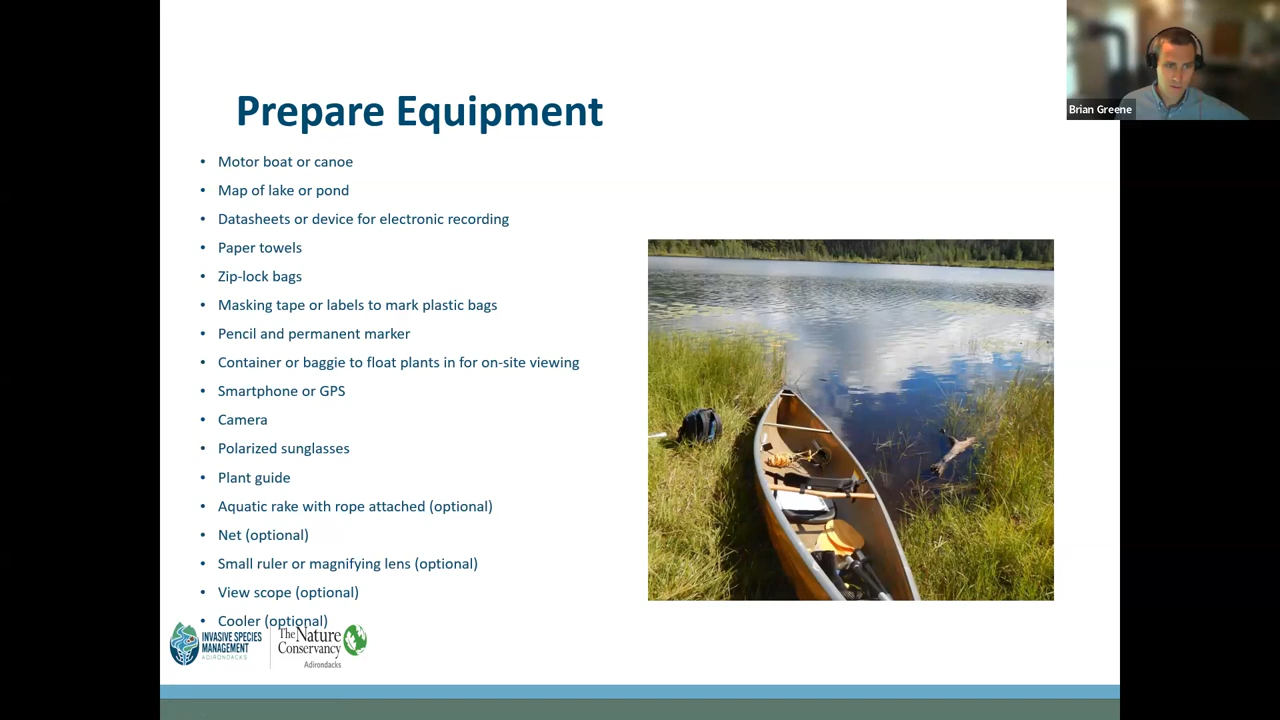 Prepare Equipment
• Motor boat or canoe
• Map of lake or pond
• Datasheets or device for electronic recording
• Paper towels
• Zip-lock bags
• Masking tape or labels to mark plastic bags
• Pencil and permanent marker
• Container or baggie to float plants in for on-site viewing
• Smartphone or GPS
• Camera
• Polarized sunglasses
• Plant guide
• Aquatic rake with rope attached (optional)
• Net (optional)
• Small ruler or magnifying lens (optional)
• View scope (optional)
• Cooler (optional)
INVASIVE SPECIES
MANAGEMENT
ADIRONDACKS
The Nature
Conservancy
Adirondacks
Brian Greene